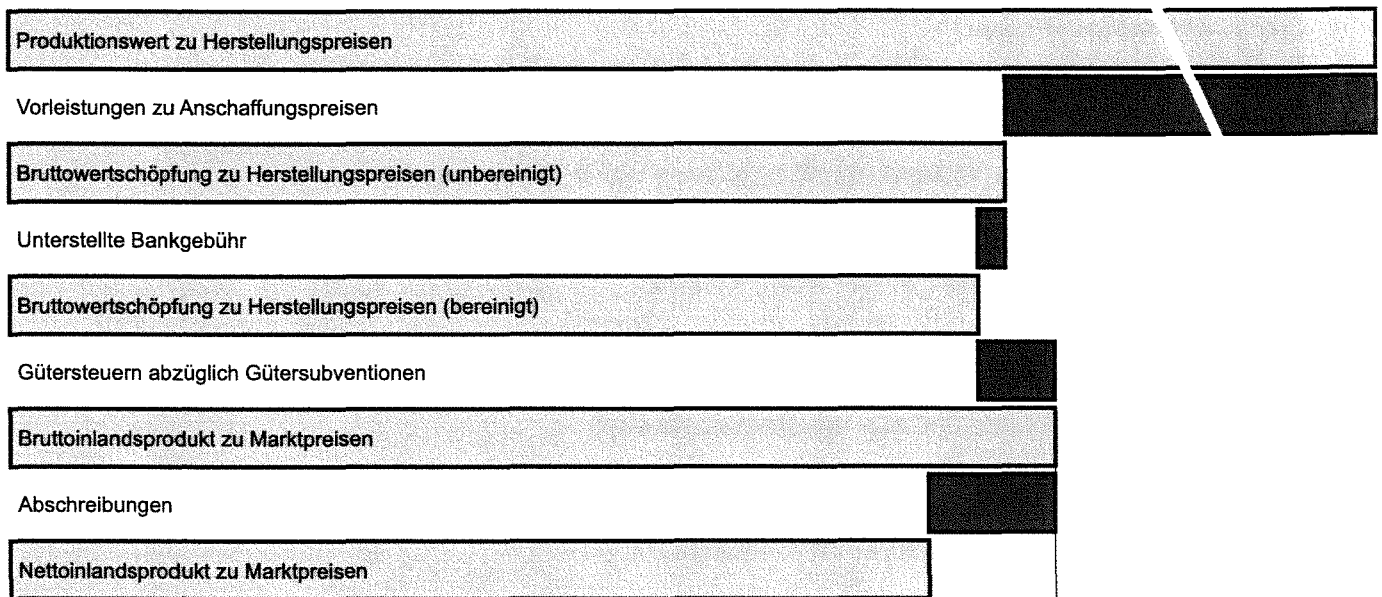 Produktionswert zu Herstellungspreisen
Vorleistungen zu Anschaffungspreisen
Bruttowertschöpfung zu Herstellungspreisen (unbereinigt)
Unterstellte Bankgebühr
Bruttowertschöpfung zu Herstellungspreisen (bereinigt)
Gütersteuern abzüglich Gütersubventionen
Bruttoinlandsprodukt zu Marktpreisen
Abschreibungen
Nettoinlandsprodukt zu Marktpreisen